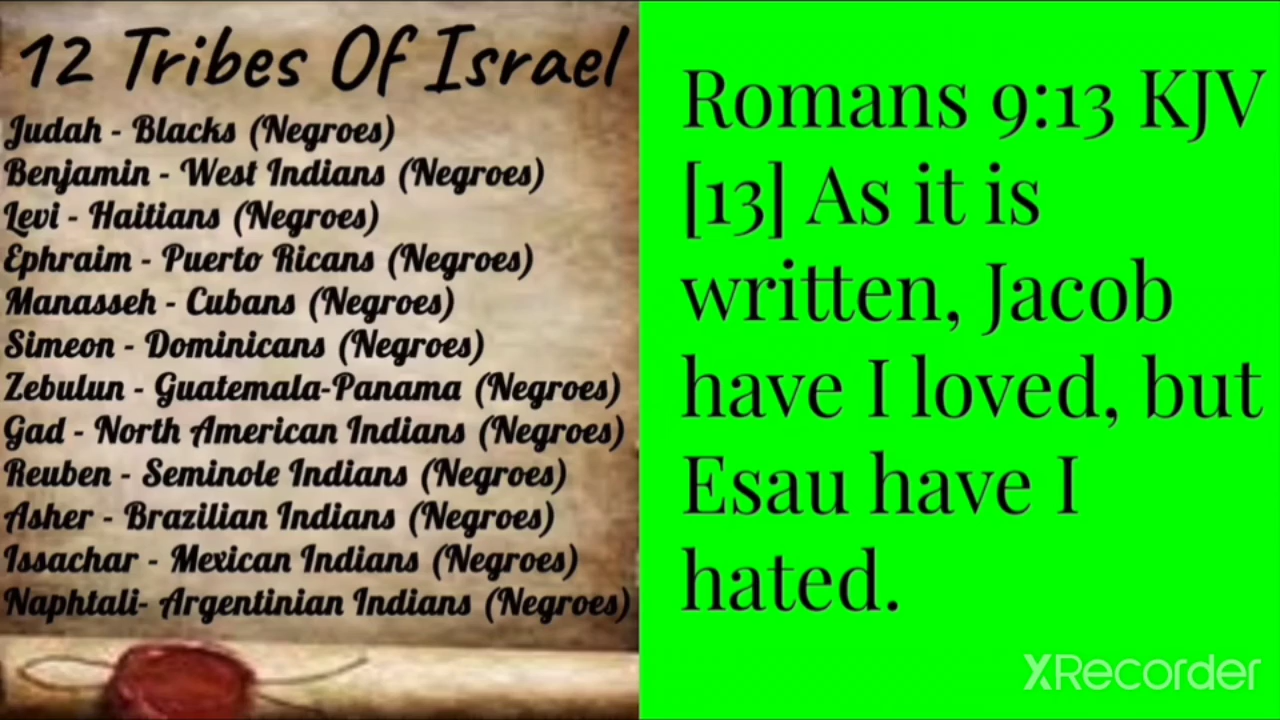 12 Tribes Of Israel
Judah - Blacks (Negroes)
Benjamin - West Indians (Negroes)
Levi - Haitians (Negroes)
Ephraim - Puerto Ricans (Negroes)
Manasseh - Cubans (Negroes)
Simeon - Dominicans (Negroes)
Zebulun - Guatemala-Panama (Negroes)
Gad - North American Indians (Negroes)
Reuben - Seminole Indians (Negroes)
Asher - Brazilian Indians (Negroes)
Issachar - Mexican Indians (Negroes)
Naphtali- Argentinian Indians (Negroes)
Romans 9:13 KJV
[13] As it is
written, Jacob
have I loved, but
Esau have I
hated.
XRecorder